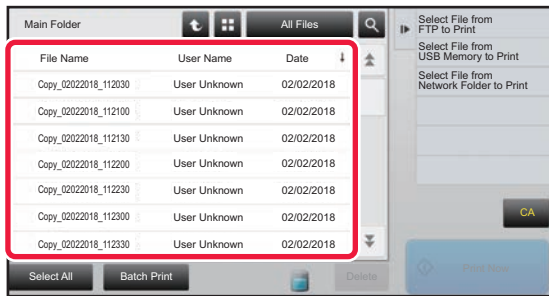 Main Folder
All Files
File Name User Name Date
Copy_02022018_112030 User Unknown 02/02/2018
Copy_02022018_112100 User Unknown 02/02/2018
Copy_02022018_112130 User Unknown 02/02/2018
Copy_02022018_112200 User Unknown 02/02/2018
Copy_02022018_112230 User Unknown 02/02/2018
Copy_02022018_112300 User Unknown 02/02/2018
Copy_02022018_112330 User Unknown 02/02/2018
Select All Batch Print Delete
Select File from
FTP to Print
Select File from
USB Memory to Print
Select File from
Network Folder to Print
CA
Print Now